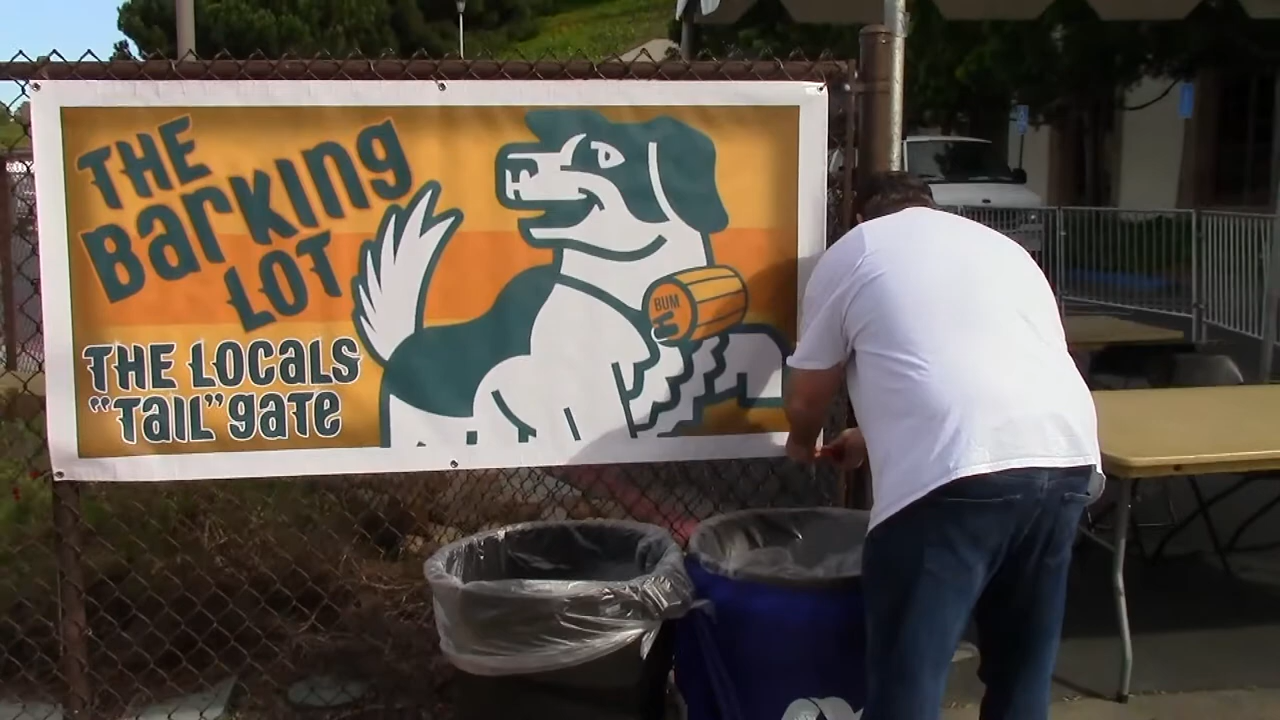 THE
BarkINg
LOT
THE LOCaLS
"TaIL"gaTE
BUM